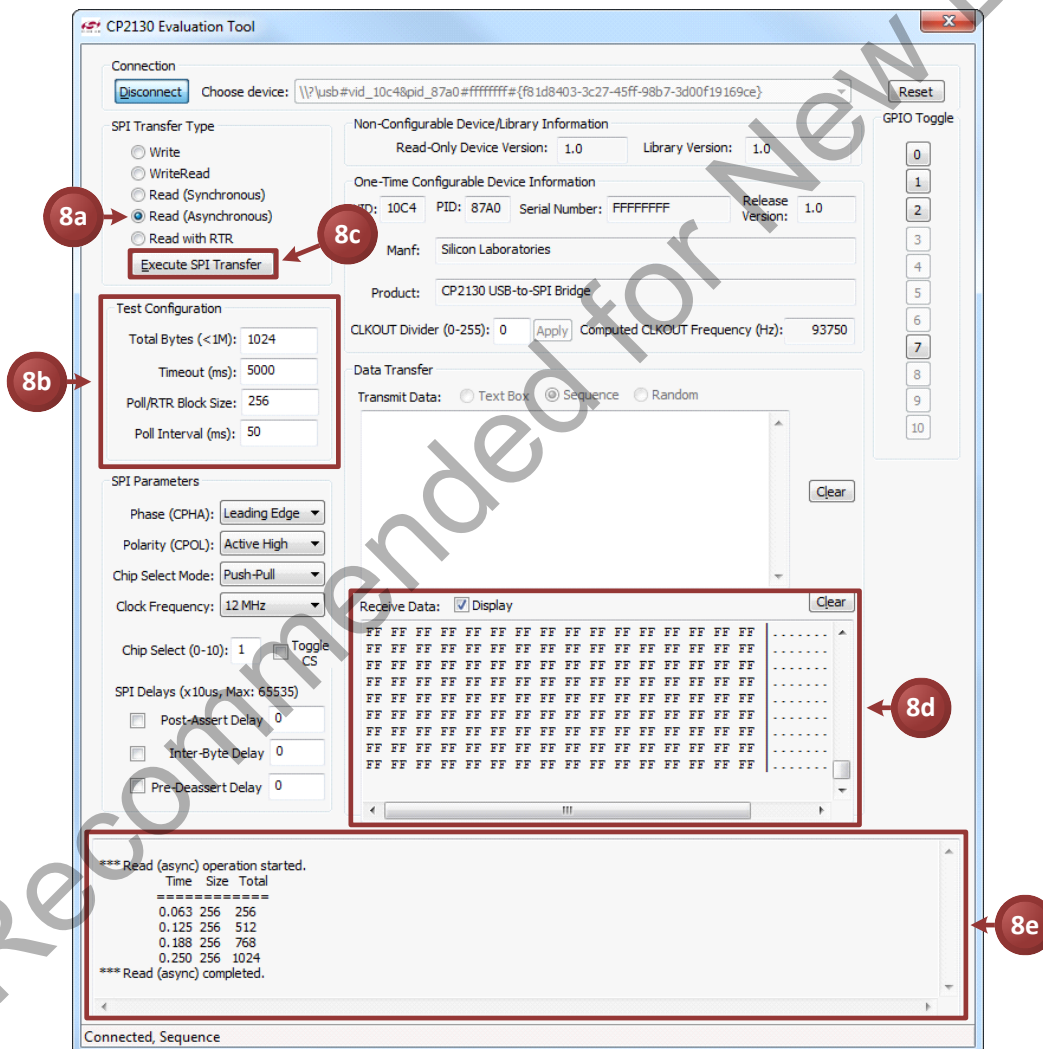 CP2130 Evaluation Tool
Connection
Disconnect Choose device: \\?\usb#vid_10c4&pid_87a0#ffffffff#{f81d8403-3c27-45ff-98b7-3d00f19169ce} Reset
SPI Transfer Type
Write
WriteRead
Read (Synchronous)
8a
Read (Asynchronous)
Read with RTR
8c
Execute SPI Transfer
Non-Configurable Device/Library Information
Read-Only Device Version: 1.0 Library Version: 1.0
One-Time Configurable Device Information
PID: 10C4 PID: 87A0 Serial Number: FFFFFFFF Release Version: 1.0
Manf: Silicon Laboratories
Product: CP2130 USB-to-SPI Bridge
CLKOUT Divider (0-255): 0 Apply Computed CLKOUT Frequency (Hz): 93750
GPIO Toggle
0
1
2
3
4
5
6
7
8
9
10
8b
Test Configuration
Total Bytes (<1M): 1024
Timeout (ms): 5000
Poll/RTR Block Size: 256
Poll Interval (ms): 50
Data Transfer
Transmit Data: Text Box Sequence Random
Clear
SPI Parameters
Phase (CPHA): Leading Edge
Polarity (CPOL): Active High
Chip Select Mode: Push-Pull
Clock Frequency: 12 MHz
Chip Select (0-10): 1 Toggle CS
SPI Delays (x10us, Max: 65535)
Post-Assert Delay 0
Inter-Byte Delay 0
Pre-Deassert Delay 0
Receive Data: Display Clear
FF FF FF FF FF FF FF FF FF FF FF FF FF FF FF FF .......
FF FF FF FF FF FF FF FF FF FF FF FF FF FF FF FF .......
FF FF FF FF FF FF FF FF FF FF FF FF FF FF FF FF .......
FF FF FF FF FF FF FF FF FF FF FF FF FF FF FF FF .......
FF FF FF FF FF FF FF FF FF FF FF FF FF FF FF FF .......
FF FF FF FF FF FF FF FF FF FF FF FF FF FF FF FF .......
FF FF FF FF FF FF FF FF FF FF FF FF FF FF FF FF .......
FF FF FF FF FF FF FF FF FF FF FF FF FF FF FF FF .......
FF FF FF FF FF FF FF FF FF FF FF FF FF FF FF FF .......
8d
*** Read (async) operation started.
Time Size Total
=============
0.063 256 256
0.125 256 512
0.188 256 768
0.250 256 1024
*** Read (async) completed.
8e
Connected, Sequence
Recommended for New